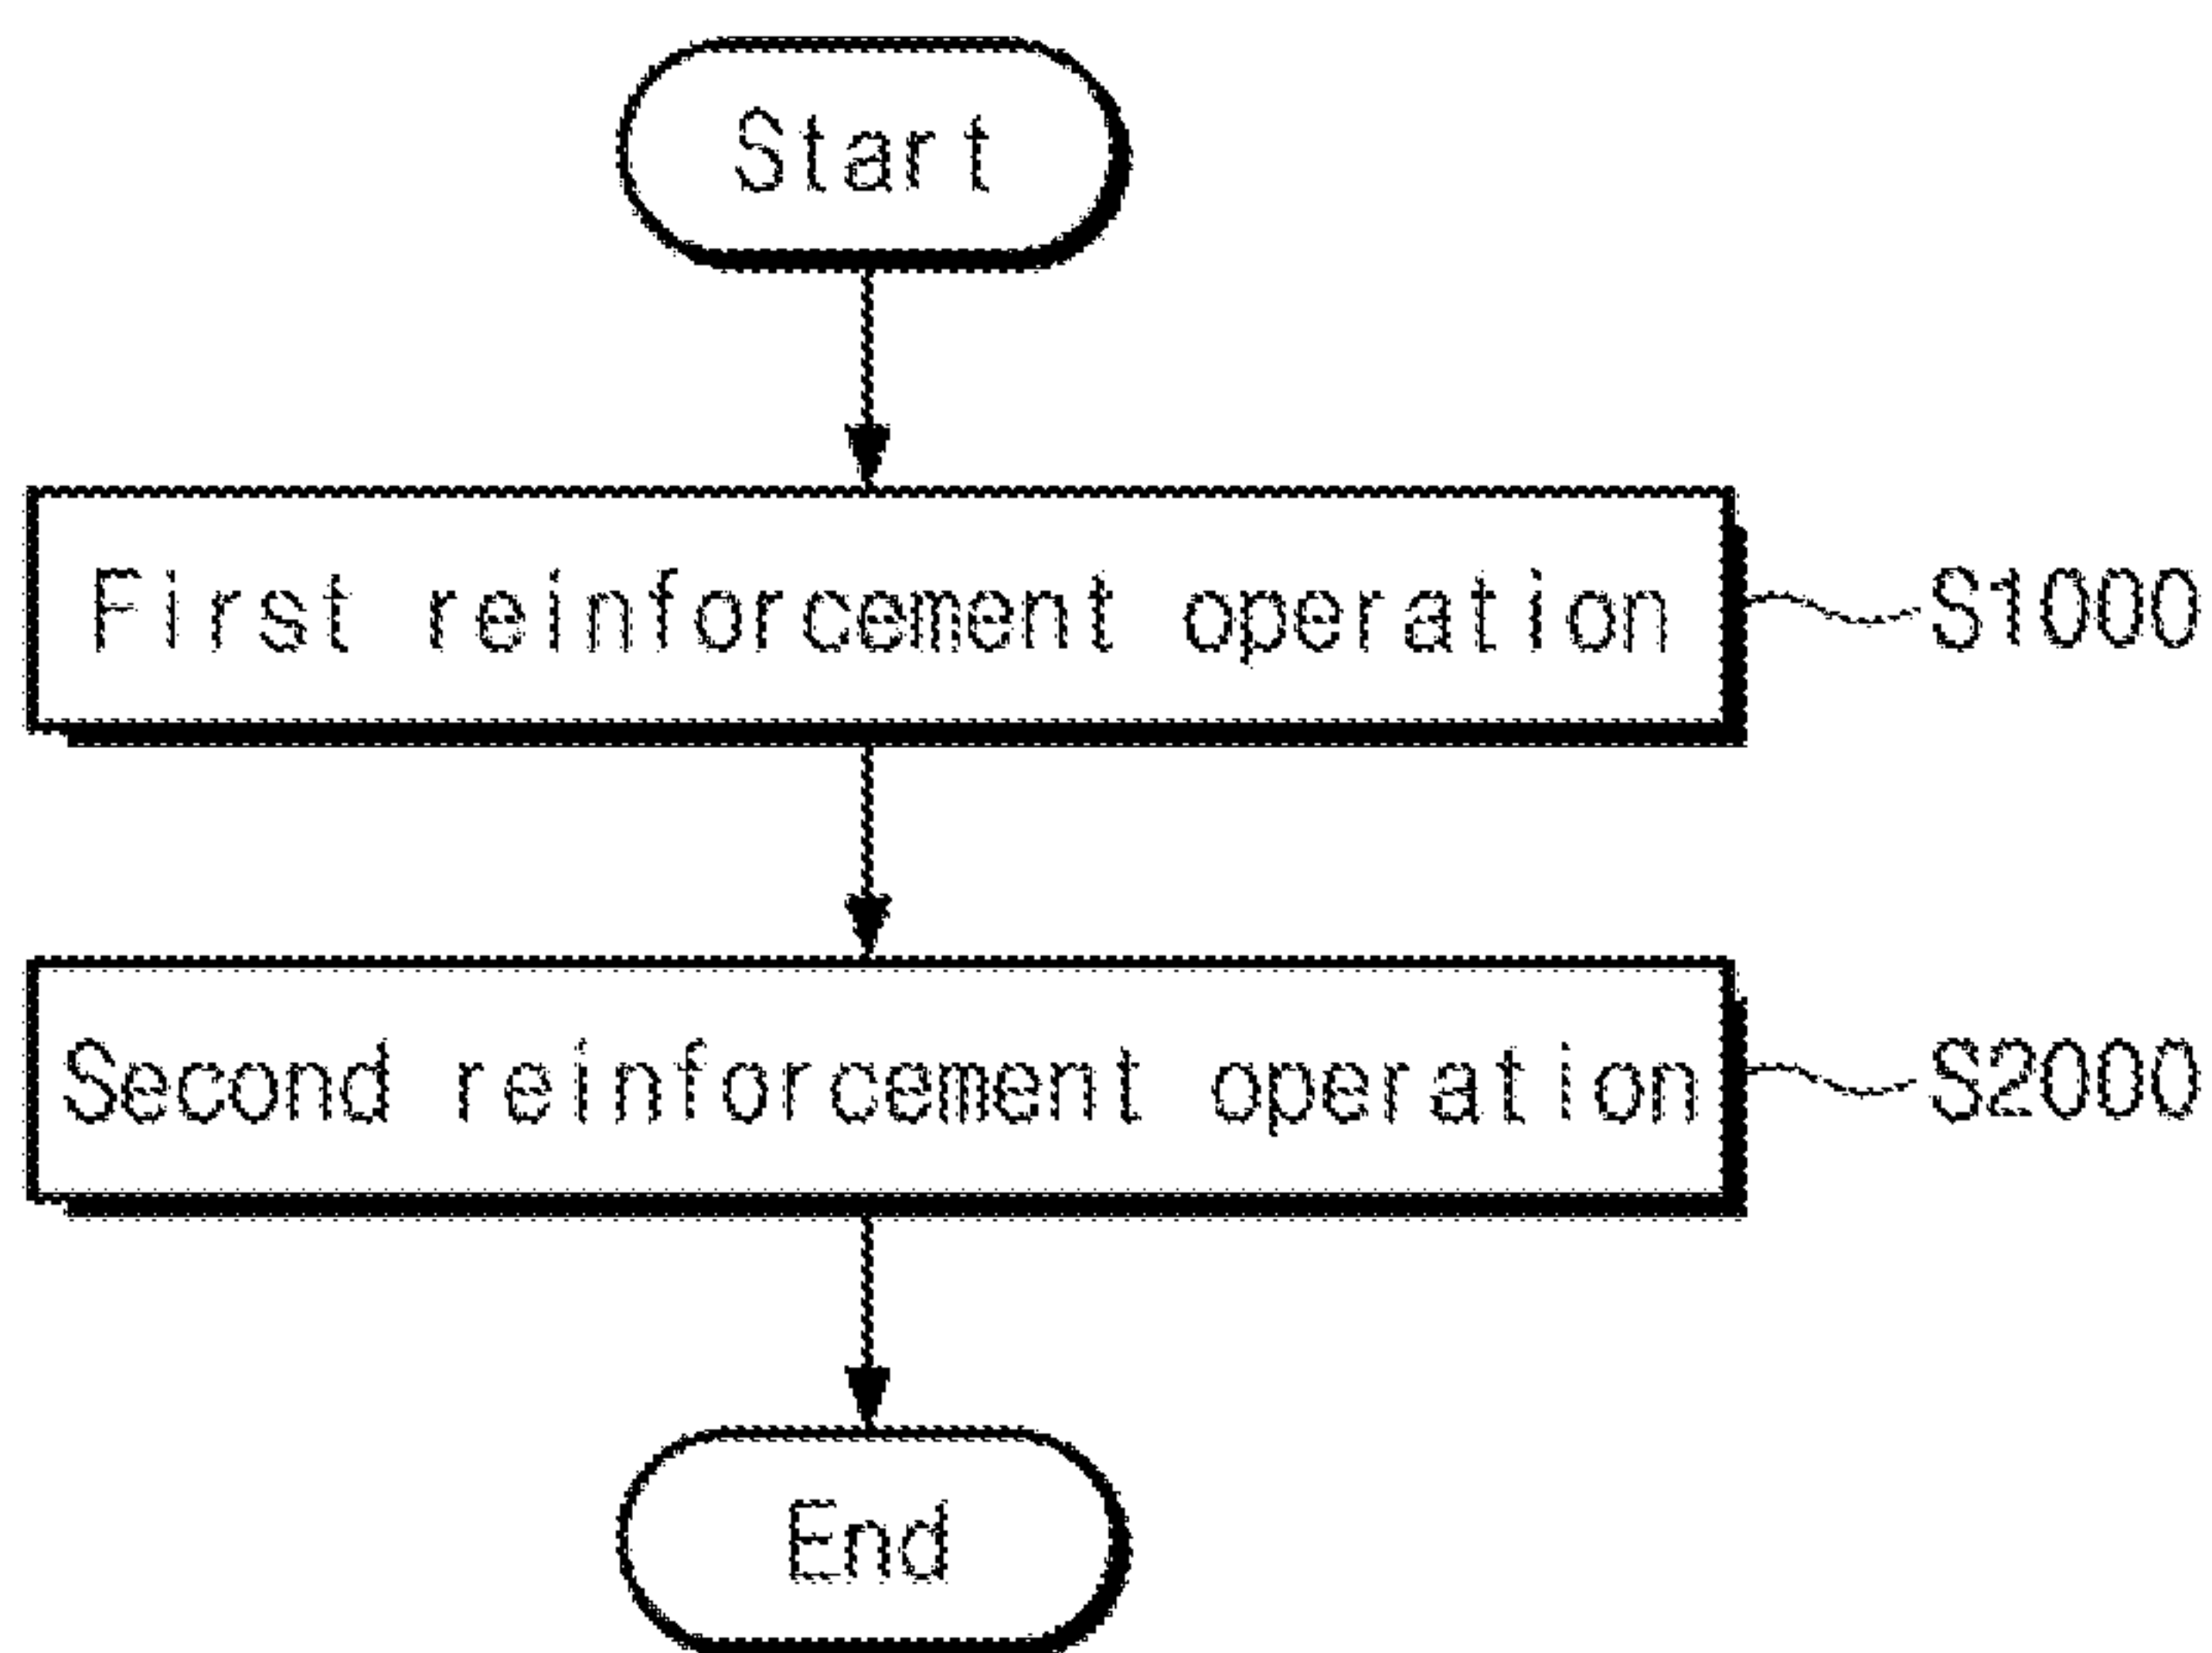 Start
First reinforcement operation S1000
Second reinforcement operation S2000
End